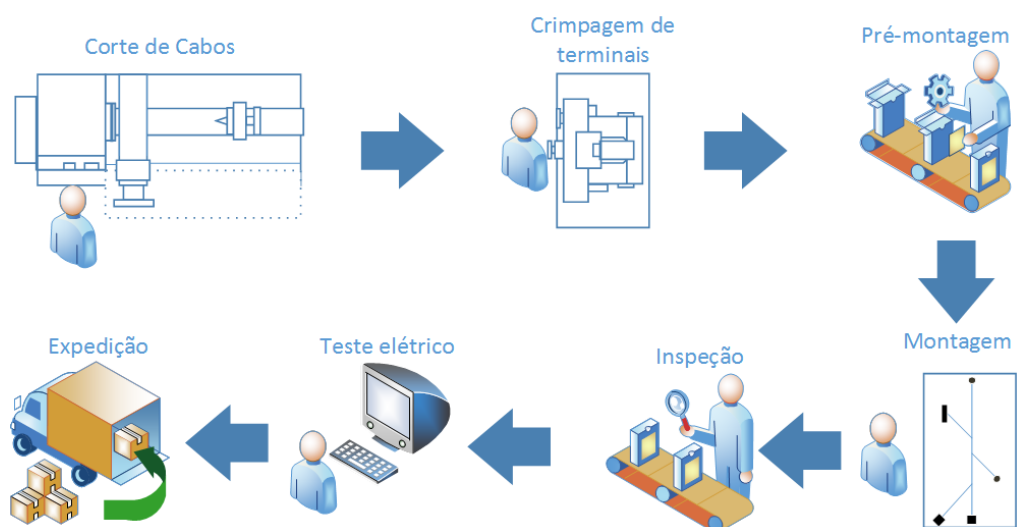 Corte de Cabos
Crimpagem de
terminais
Pré-montagem
Montagem
Inspeção
Teste elétrico
Expedição